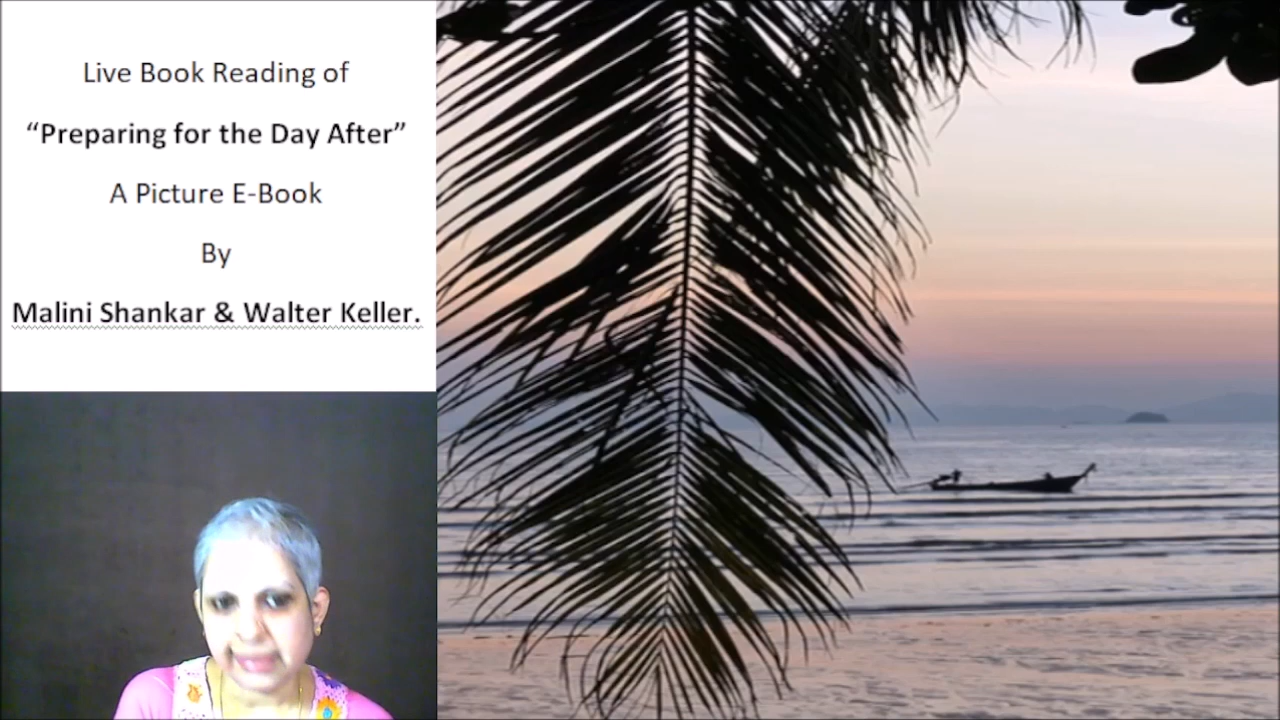 Live Book Reading of
“Preparing for the Day After”
A Picture E-Book
By
Malini Shankar & Walter Keller.